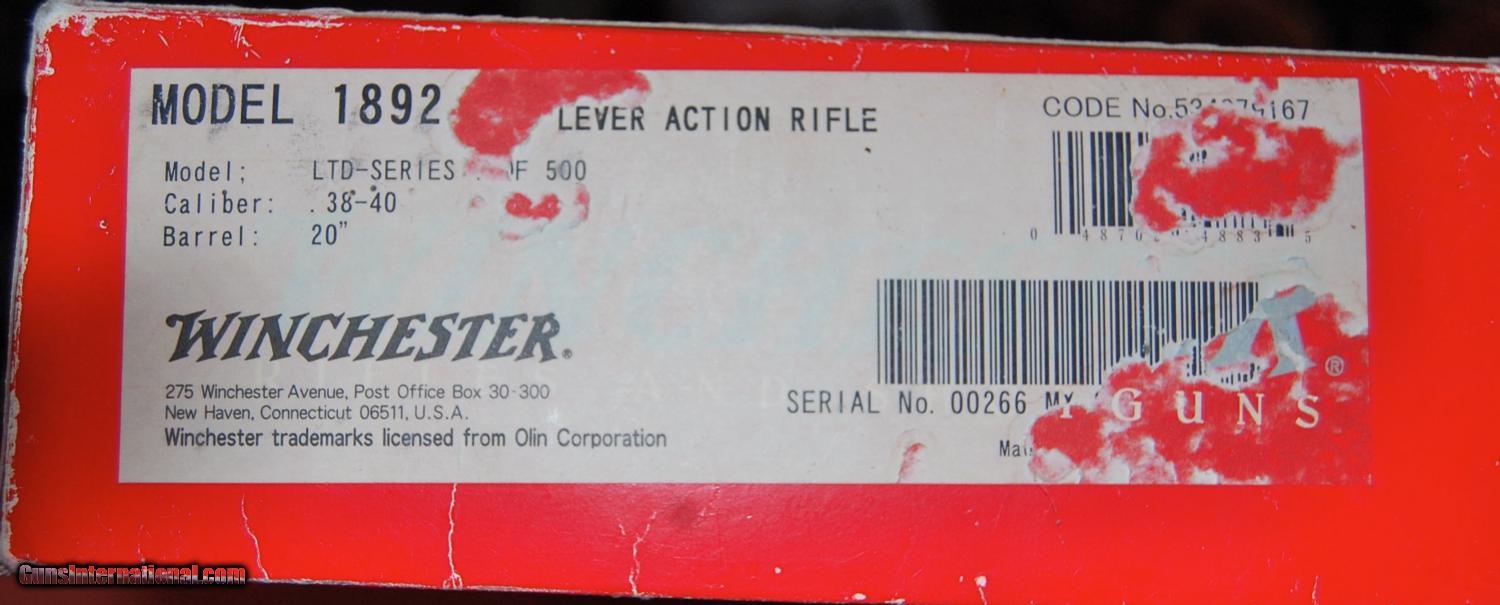 MODEL 1892 LEVER ACTION RIFLE
CODE No.
Model; LTD-SERIES OF 500
Caliber: .38-40
Barrel: 20"
WINCHESTER®
275 Winchester Avenue, Post Office Box 30-300
New Haven, Connecticut 06511, U.S.A.
Winchester trademarks licensed from Olin Corporation
SERIAL No. 00266
GUNS
®
GunsInternational.com